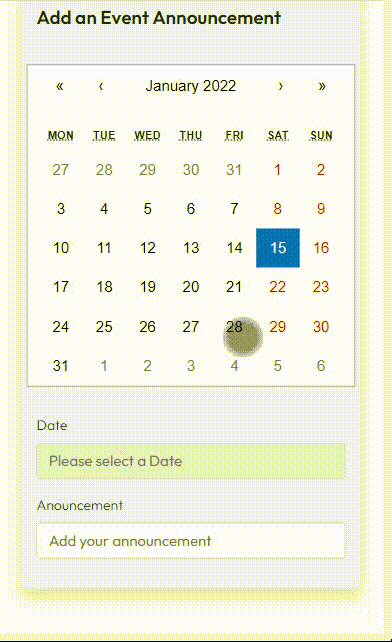 Add an Event Announcement
« ‹ January 2022 › »
MON TUE WED THU FRI SAT SUN
27 28 29 30 31 1 2
3 4 5 6 7 8 9
10 11 12 13 14 15 16
17 18 19 20 21 22 23
24 25 26 27 28 29 30
31 1 2 3 4 5 6
Date
Please select a Date
Anouncement
Add your announcement